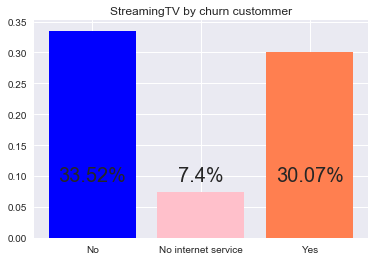 StreamingTV by churn custommer
0.35
0.30
0.25
0.20
0.15
0.10
0.05
0.00
33.52% 7.4% 30.07%
No No internet service Yes